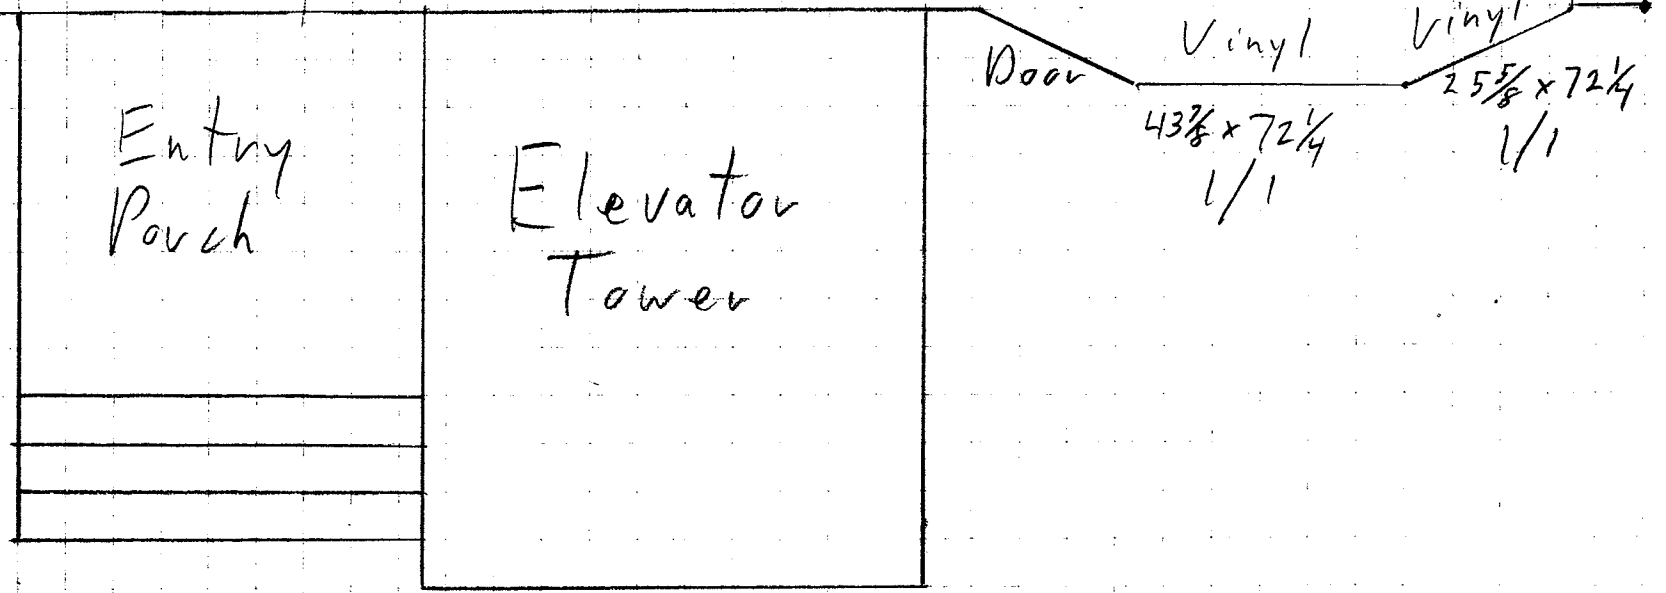 Entry
Porch
Elevator
Tower
Door
Vinyl
43⅞ x 72¼
1/1
Vinyl
25⅝ x 72¼
1/1